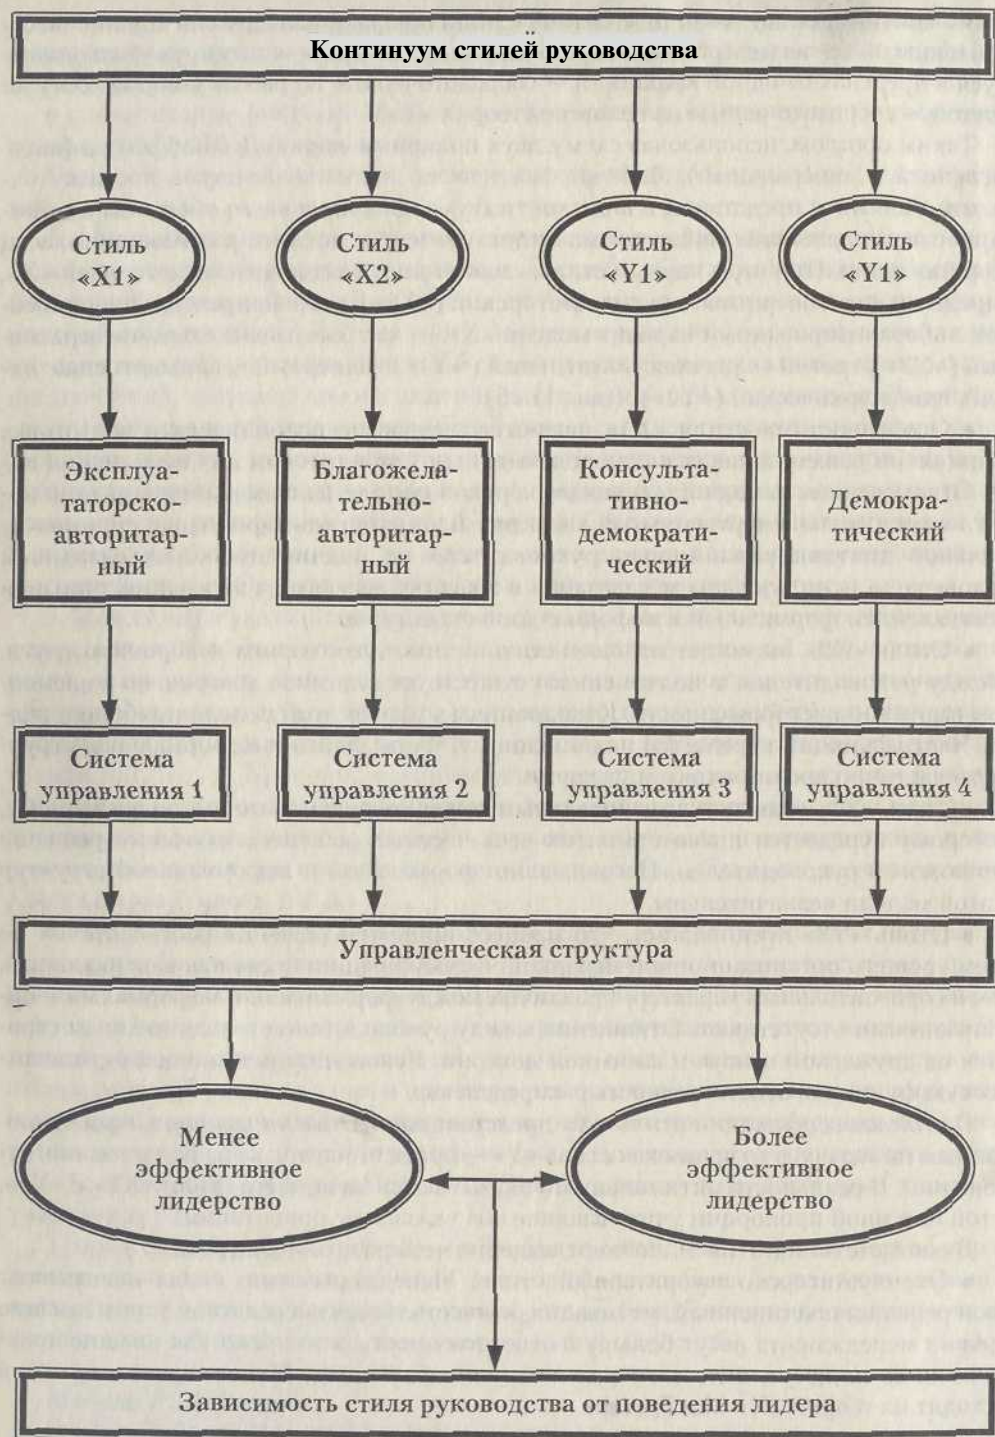 Континуум стилей руководства
Стиль
«X1»
Стиль
«X2»
Стиль
«Y1»
Стиль
«Y1»
Эксплуа-
таторско-
авторитар-
ный
Благожела-
тельно-
авторитар-
ный
Консульта-
тивно-
демократи-
ческий
Демокра-
тический
Система
управления 1
Система
управления 2
Система
управления 3
Система
управления 4
Управленческая структура
Менее
эффективное
лидерство
Более
эффективное
лидерство
Зависимость стиля руководства от поведения лидера